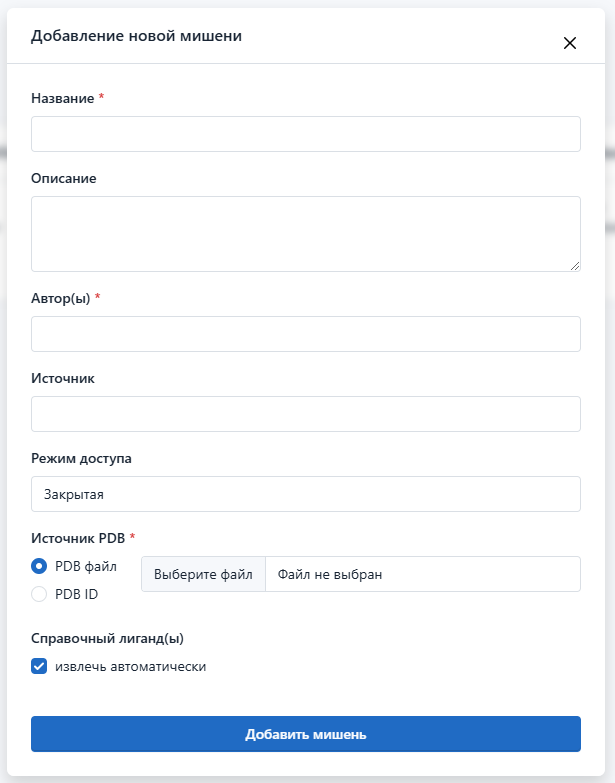 Добавление новой мишени
Название *
Описание
Автор(ы) *
Источник
Режим доступа
Закрытая
Источник PDB *
PDB файл
Выберите файл Файл не выбран
PDB ID
Справочный лиганд(ы)
извлечь автоматически
Добавить мишень